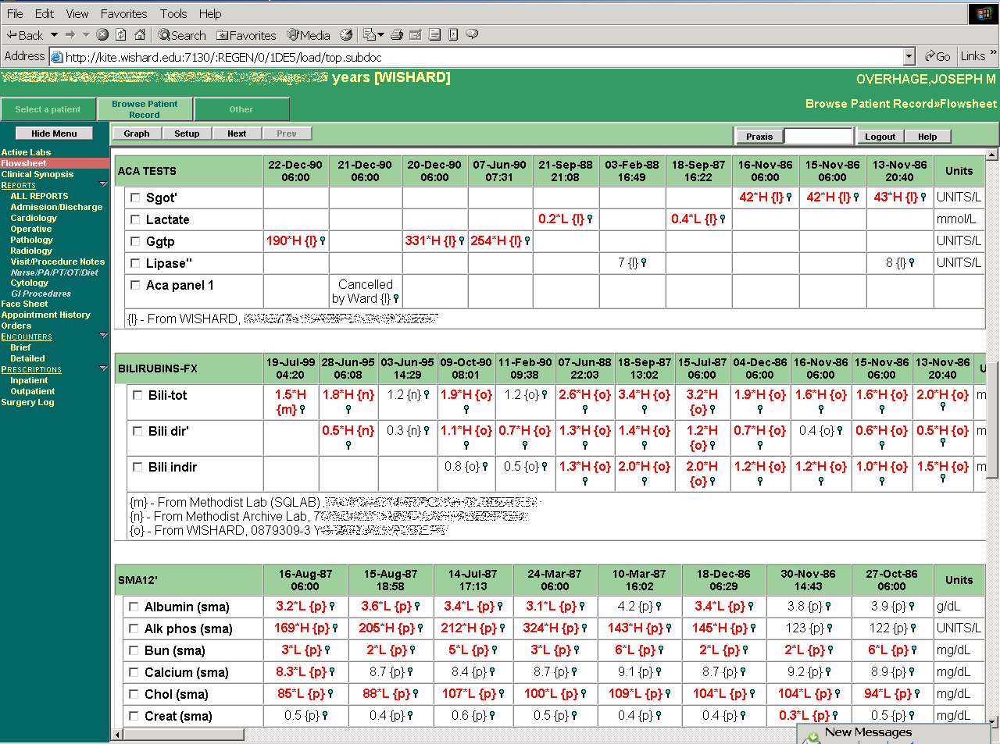 File Edit View Favorites Tools Help
Back Search Favorites Media
Address http://kite.wishard.edu:7130/:REGEN/0/1DE5/load/top.subdoc Go Links »
years [WISHARD] OVERHAGE,JOSEPH M
Select a patient Browse Patient Record Other Browse Patient Record»Flowsheet
Hide Menu Graph Setup Next Prev Praxis Logout Help
Active Labs
Flowsheet
Clinical Synopsis
REPORTS
ALL REPORTS
Admission/Discharge
Cardiology
Operative
Pathology
Radiology
Visit/Procedure Notes
Nurse/PA/PT/OT/Diet
Cytology
GI Procedures
Face Sheet
Appointment History
Orders
ENCOUNTERS
Brief
Detailed
PRESCRIPTIONS
Inpatient
Outpatient
Surgery Log
ACA TESTS 22-Dec-90 06:00 21-Dec-90 06:00 20-Dec-90 06:00 07-Jun-90 07:31 21-Sep-88 21:08 03-Feb-88 16:49 18-Sep-87 16:22 16-Nov-86 06:00 15-Nov-86 06:00 13-Nov-86 20:40 Units
Sgot' 42*H {l} 42*H {l} 43*H {l} UNITS/L
Lactate 0.2*L {l} 0.4*L {l} mmol/L
Ggtp 190*H {l} 331*H {l} 254*H {l} UNITS/L
Lipase'' 7 {l} 8 {l} UNITS/L
Aca panel 1 Cancelled by Ward {l}
{l} - From WISHARD,
BILIRUBINS-FX 19-Jul-99 04:20 28-Jun-95 06:08 03-Jun-95 14:29 09-Oct-90 08:01 11-Feb-90 09:38 07-Jun-88 22:03 18-Sep-87 13:02 15-Jul-87 06:00 04-Dec-86 06:00 16-Nov-86 06:00 15-Nov-86 06:00 13-Nov-86 20:40 U
Bili-tot 1.5*H {m} 1.8*H {n} 1.2 {n} 1.9*H {o} 1.2 {o} 2.6*H {o} 3.4*H {o} 3.2*H {o} 1.9*H {o} 1.6*H {o} 1.6*H {o} 2.0*H {o} m
Bili dir' 0.5*H {n} 0.3 {n} 1.1*H {o} 0.7*H {o} 1.3*H {o} 1.4*H {o} 1.2*H {o} 0.7*H {o} 0.4 {o} 0.6*H {o} 0.5*H {o} m
Bili indir 0.8 {o} 0.5 {o} 1.3*H {o} 2.0*H {o} 2.0*H {o} 1.2*H {o} 1.2*H {o} 1.0*H {o} 1.5*H {o} m
{m} - From Methodist Lab (SQLAB) ,
{n} - From Methodist Archive Lab, 7
{o} - From WISHARD, 0879309-3 Y
SMA12' 16-Aug-87 06:00 15-Aug-87 18:58 14-Jul-87 17:13 24-Mar-87 06:00 10-Mar-87 16:02 18-Dec-86 06:29 30-Nov-86 14:43 27-Oct-86 06:00 Units
Albumin (sma) 3.2*L {p} 3.6*L {p} 3.4*L {p} 3.1*L {p} 4.2 {p} 3.4*L {p} 3.8 {p} 3.9 {p} g/dL
Alk phos (sma) 169*H {p} 205*H {p} 212*H {p} 324*H {p} 143*H {p} 145*H {p} 123 {p} 122 {p} UNITS/L
Bun (sma) 3*L {p} 2*L {p} 5*L {p} 3*L {p} 6*L {p} 2*L {p} 2*L {p} 6*L {p} mg/dL
Calcium (sma) 8.3*L {p} 8.7 {p} 8.4 {p} 8.7 {p} 9.1 {p} 8.7 {p} 9.2 {p} 8.9 {p} mg/dL
Chol (sma) 85*L {p} 88*L {p} 107*L {p} 100*L {p} 109*L {p} 104*L {p} 104*L {p} 94*L {p} mg/dL
Creat (sma) 0.5 {p} 0.4 {p} 0.6 {p} 0.5 {p} 0.4 {p} 0.4 {p} 0.3*L {p} 0.5 {p} mg/dL
New Messages